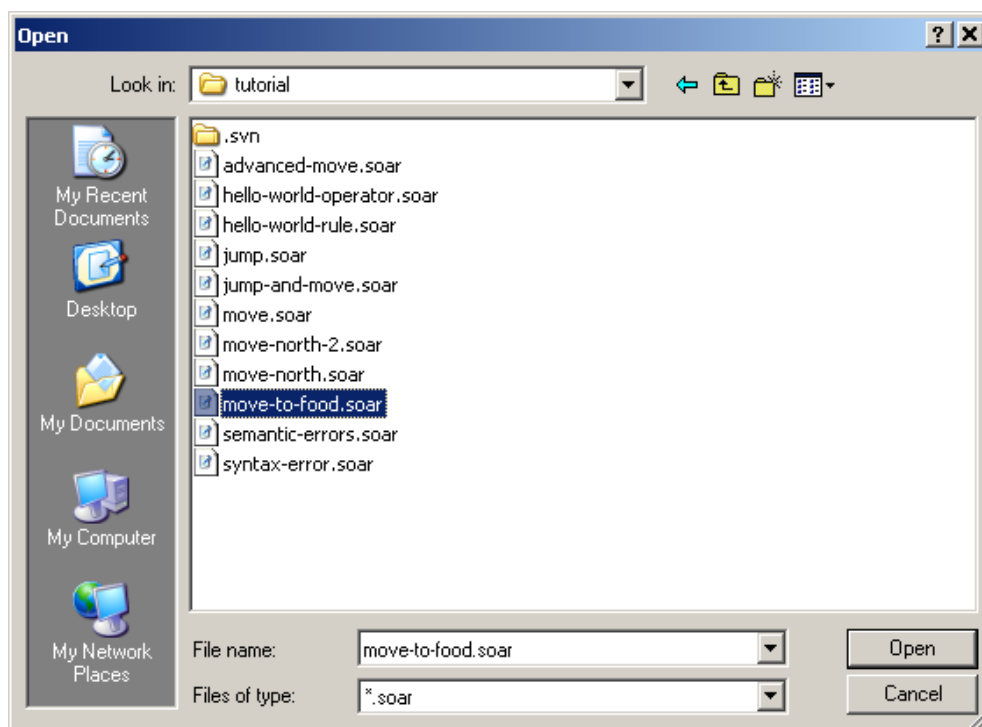 Open
Look in:
tutorial
My Recent
Documents
Desktop
My Documents
My Computer
My Network
Places
.svn
advanced-move.soar
hello-world-operator.soar
hello-world-rule.soar
jump.soar
jump-and-move.soar
move.soar
move-north-2.soar
move-north.soar
move-to-food.soar
semantic-errors.soar
syntax-error.soar
File name:
move-to-food.soar
Open
Files of type:
*.soar
Cancel